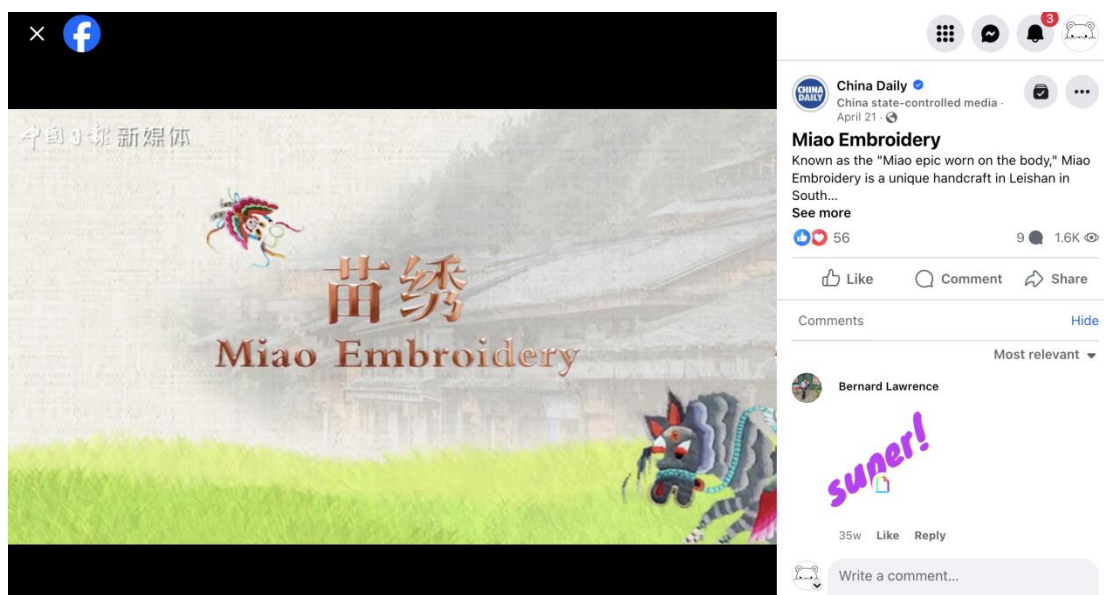 中国日报 新媒体
苗绣
Miao Embroidery
3
CHINA DAILY
China Daily
China state-controlled media ·
April 21 ·
Miao Embroidery
Known as the "Miao epic worn on the body," Miao
Embroidery is a unique handcraft in Leishan in
South...
See more
56
9
1.6K
Like
Comment
Share
Comments
Hide
Most relevant
Bernard Lawrence
super!
35w Like Reply
Write a comment...